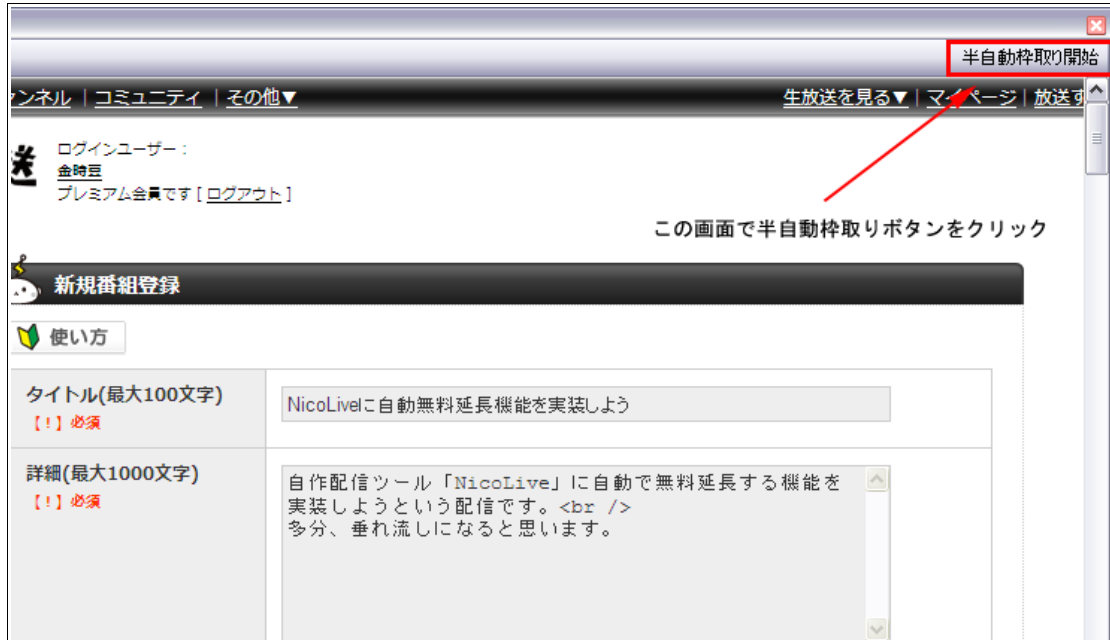 半自動枠取り開始
ンネル | コミュニティ | その他▼ 生放送を見る▼ | マイページ | 放送す
送
ログインユーザー:
金時豆
プレミアム会員です [ ログアウト ]
この画面で半自動枠取りボタンをクリック
新規番組登録
使い方
タイトル(最大100文字)
【!】必須
NicoLiveに自動無料延長機能を実装しよう
詳細(最大1000文字)
【!】必須
自作配信ツール「NicoLive」に自動で無料延長する機能を
実装しようという配信です。<br />
多分、垂れ流しになると思います。